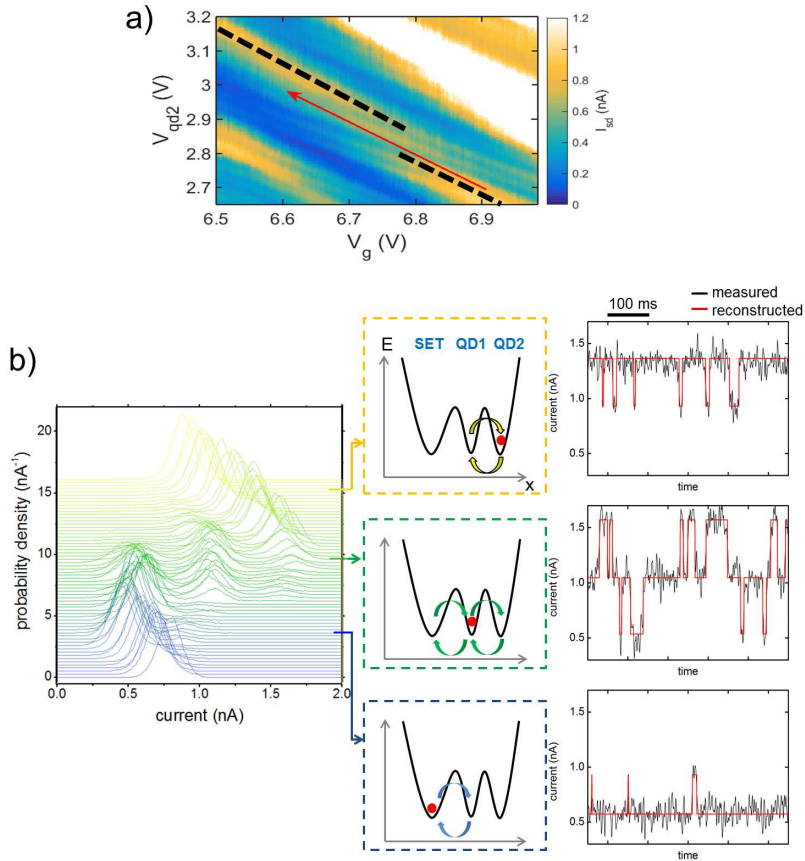 a)
3.2
3.1
3
2.9
2.8
2.7
V_qd2 (V)
6.5 6.6 6.7 6.8 6.9
V_g (V)
1.2
1
0.8
0.6
0.4
0.2
0
I_sd (nA)
b)
20
15
10
5
0
probability density (nA⁻¹)
0.0 0.5 1.0 1.5 2.0
current (nA)
E SET QD1 QD2
x
100 ms
measured
reconstructed
1.5
1.0
0.5
current (nA)
time
1.5
1.0
0.5
current (nA)
time
1.5
1.0
0.5
current (nA)
time